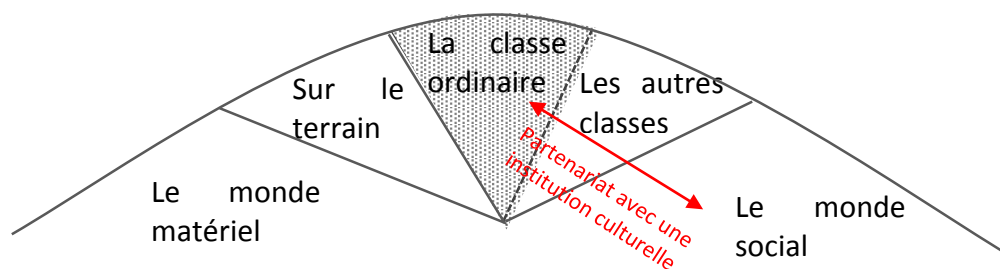 Le monde
matériel
Sur le
terrain
La classe
ordinaire
Les autres
classes
Partenariat avec une
institution culturelle
Le monde
social